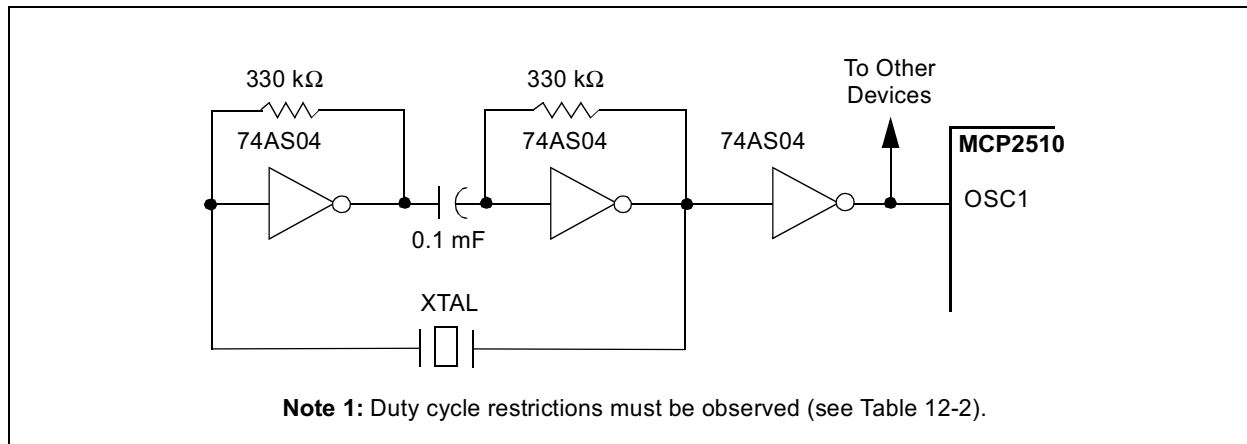 330 kΩ
330 kΩ
To Other
Devices
74AS04
74AS04
74AS04
MCP2510
OSC1
0.1 mF
XTAL
Note 1: Duty cycle restrictions must be observed (see Table 12-2).